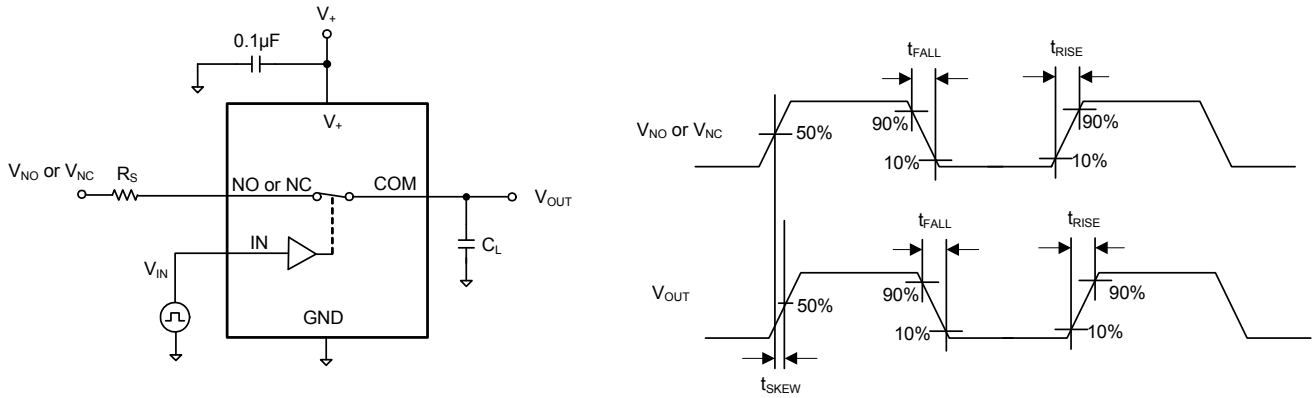 V+
0.1µF
V+
VNO or VNC
RS
NO or NC
COM
VOUT
IN
CL
VIN
GND
tFALL
tRISE
VNO or VNC
50%
90%
90%
10%
10%
tFALL
tRISE
VOUT
50%
90%
90%
10%
10%
tSKEW